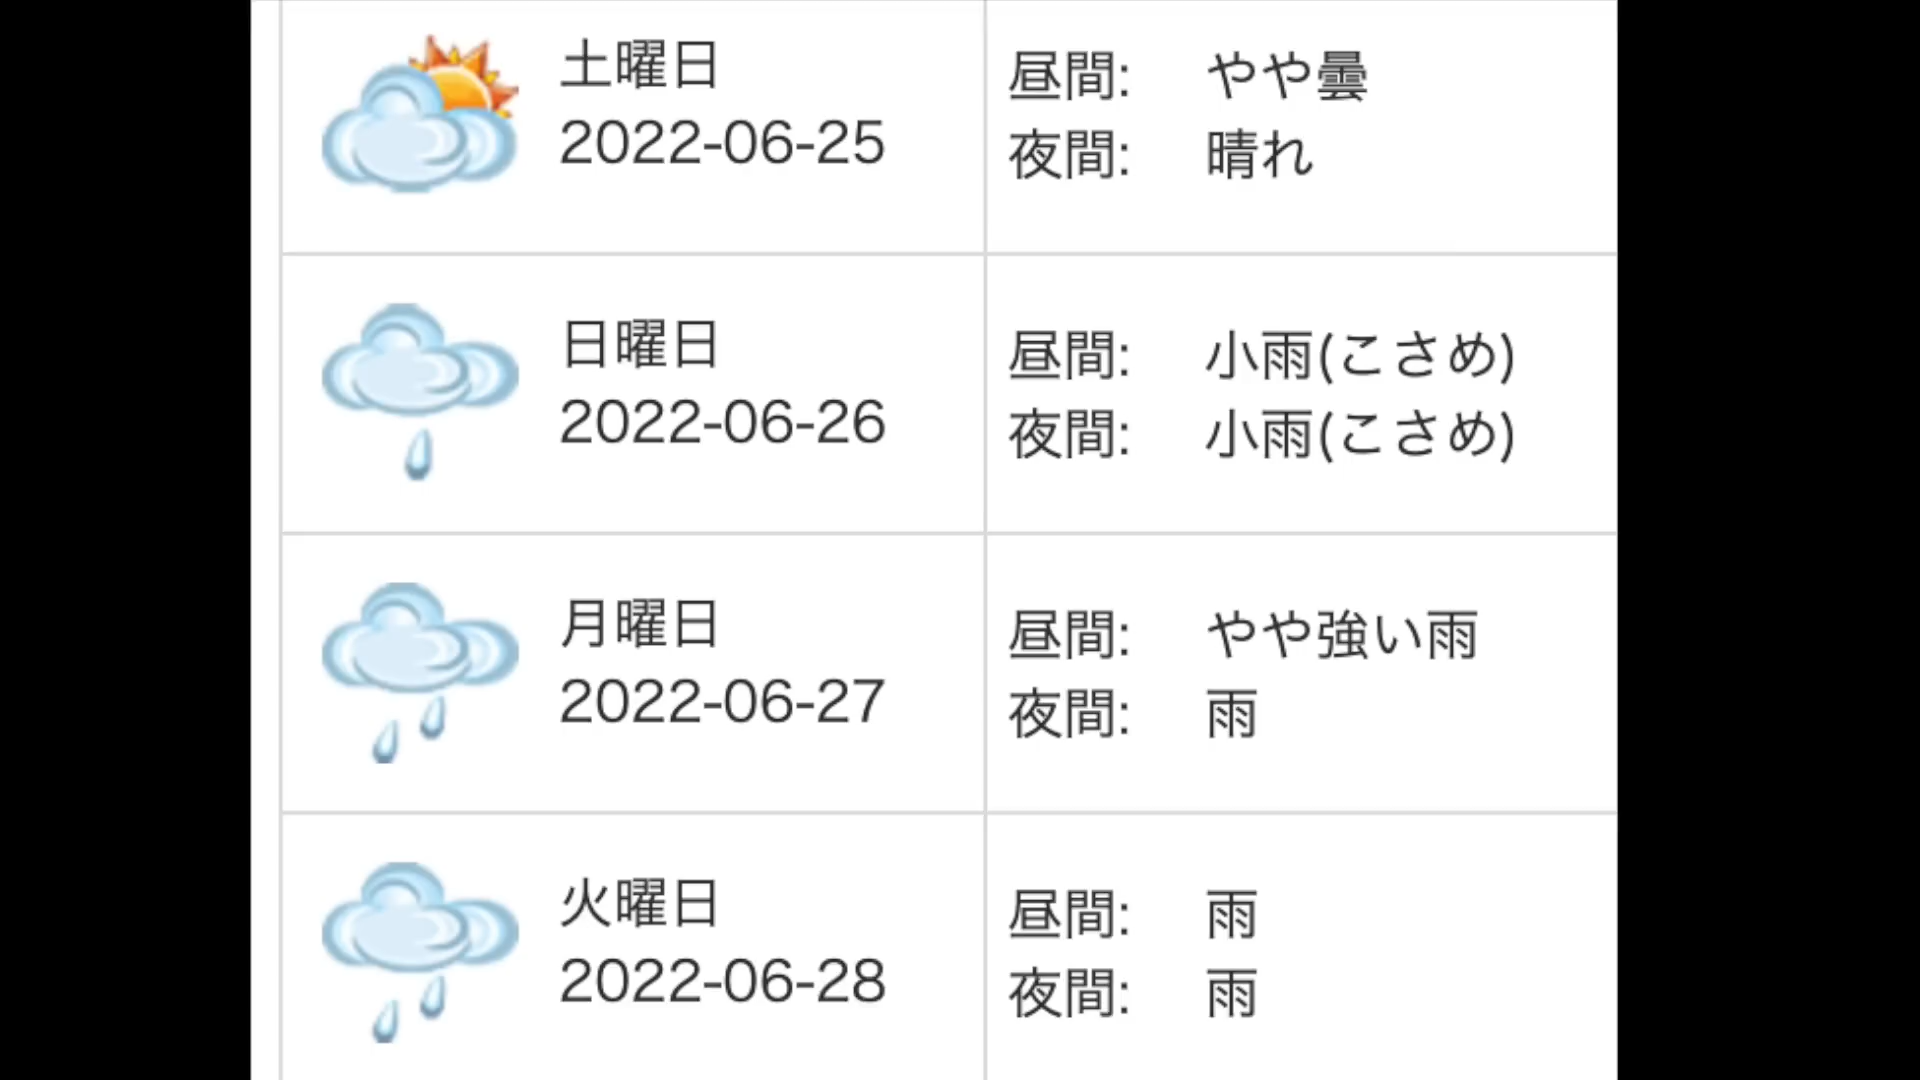 土曜日
2022-06-25
昼間: やや曇
夜間: 晴れ
日曜日
2022-06-26
昼間: 小雨(こさめ)
夜間: 小雨(こさめ)
月曜日
2022-06-27
昼間: やや強い雨
夜間: 雨
火曜日
2022-06-28
昼間: 雨
夜間: 雨